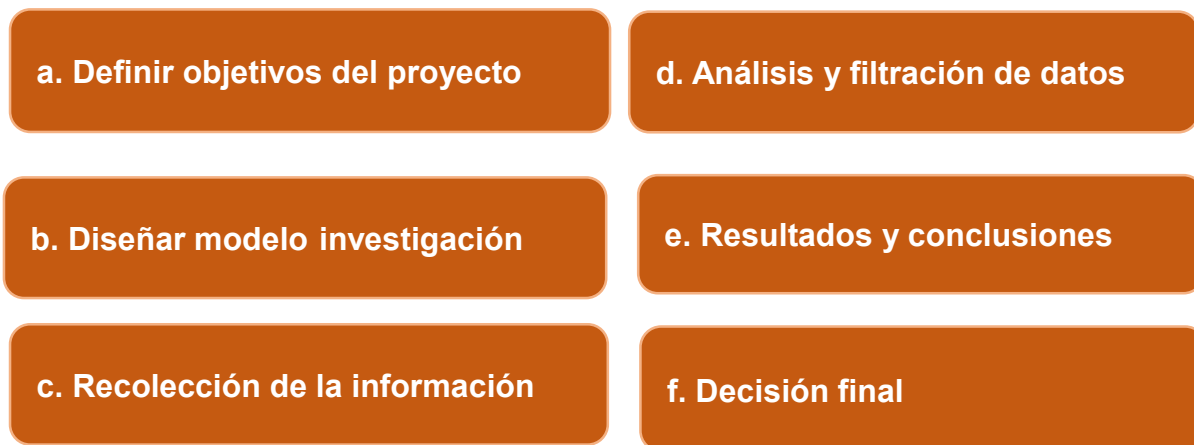 a. Definir objetivos del proyecto
b. Diseñar modelo investigación
c. Recolección de la información
d. Análisis y filtración de datos
e. Resultados y conclusiones
f. Decisión final